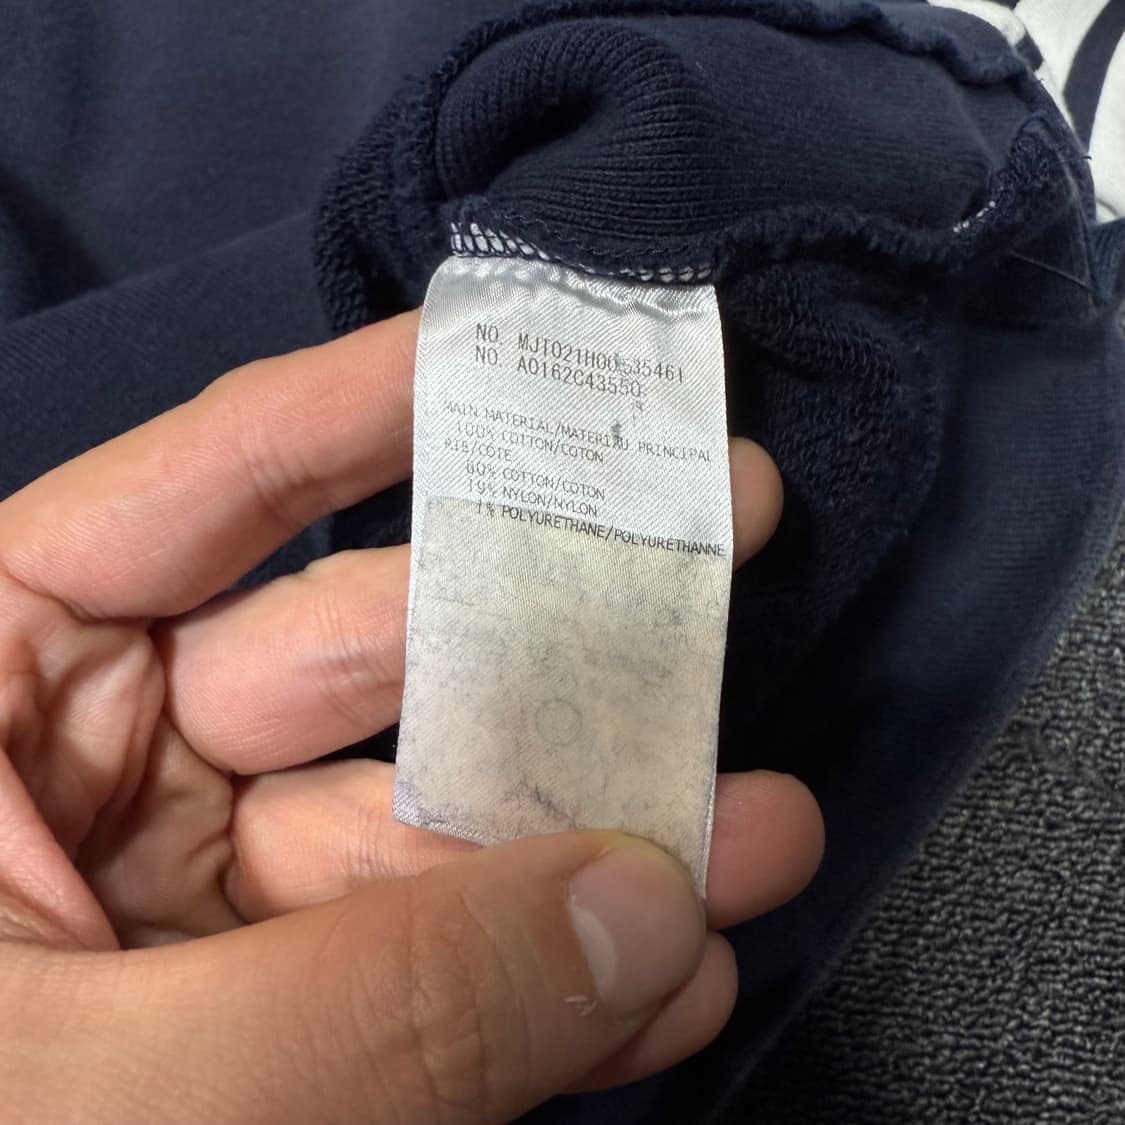 NO. MJT021H00535461
NO. A0162C43550
MAIN MATERIAL/MATERIAU PRINCIPAL
100% COTTON/COTON
RIB/COTE
80% COTTON/COTON
19% NYLON/NYLON
1% POLYURETHANE/POLYURETHANNE